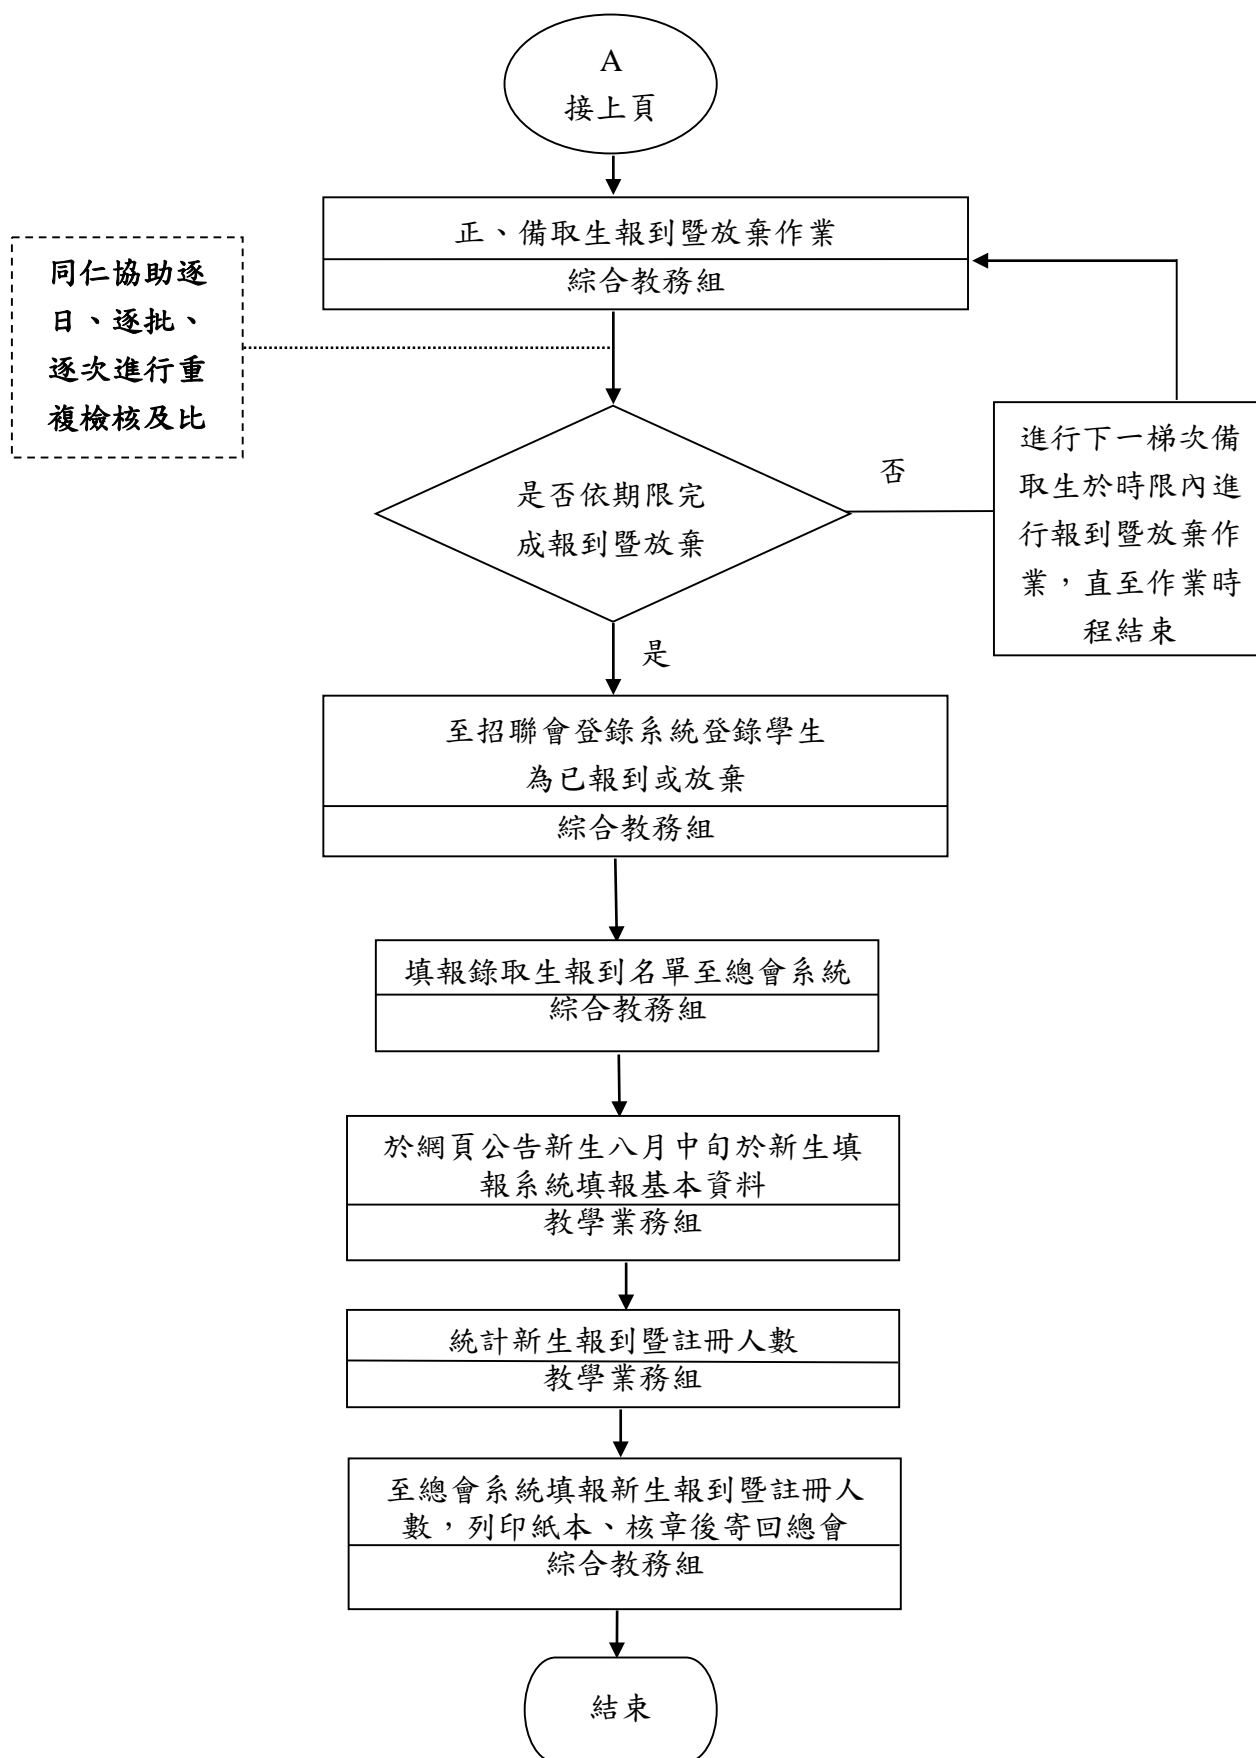 A
接上頁
正、備取生報到暨放棄作業
綜合教務組
同仁協助逐
日、逐批、
逐次進行重
複檢核及比
是否依期限完
成報到暨放棄
否
進行下一梯次備
取生於時限內進
行報到暨放棄作
業，直至作業時
程結束
是
至招聯會登錄系統登錄學生
為已報到或放棄
綜合教務組
填報錄取生報到名單至總會系統
綜合教務組
於網頁公告新生八月中旬於新生填
報系統填報基本資料
教學業務組
統計新生報到暨註冊人數
教學業務組
至總會系統填報新生報到暨註冊人
數，列印紙本、核章後寄回總會
綜合教務組
結束